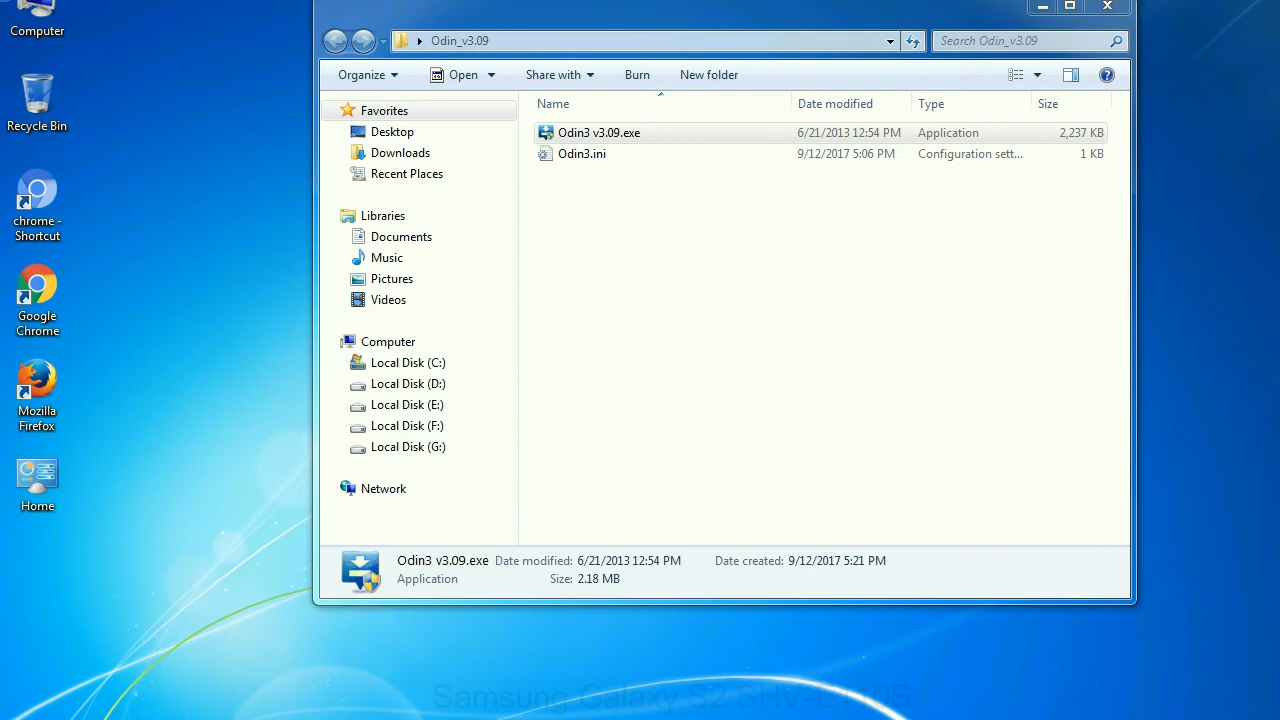 Computer
Recycle Bin
chrome -
Shortcut
Google
Chrome
Mozilla
Firefox
Home
Odin_v3.09
Search Odin_v3.09
Organize
Open
Share with
Burn
New folder
Favorites
Desktop
Downloads
Recent Places
Libraries
Documents
Music
Pictures
Videos
Computer
Local Disk (C:)
Local Disk (D:)
Local Disk (E:)
Local Disk (F:)
Local Disk (G:)
Network
Name Date modified Type Size
Odin3 v3.09.exe 6/21/2013 12:54 PM Application 2,237 KB
Odin3.ini 9/12/2017 5:06 PM Configuration sett... 1 KB
Odin3 v3.09.exe Date modified: 6/21/2013 12:54 PM Date created: 9/12/2017 5:21 PM
Application Size: 2.18 MB
Samsung Galaxy S2 SHV-E110S